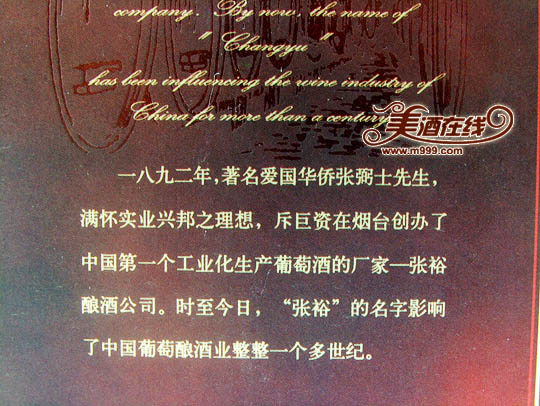 company. By now, the name of
" Changyu "
has been influencing the wine industry of
China for more than a century
美酒在线
www.m999.com
一八九二年，著名爱国华侨张弼士先生，
满怀实业兴邦之理想，斥巨资在烟台创办了
中国第一个工业化生产葡萄酒的厂家—张裕
酿酒公司。时至今日，“张裕”的名字影响
了中国葡萄酿酒业整整一个多世纪。